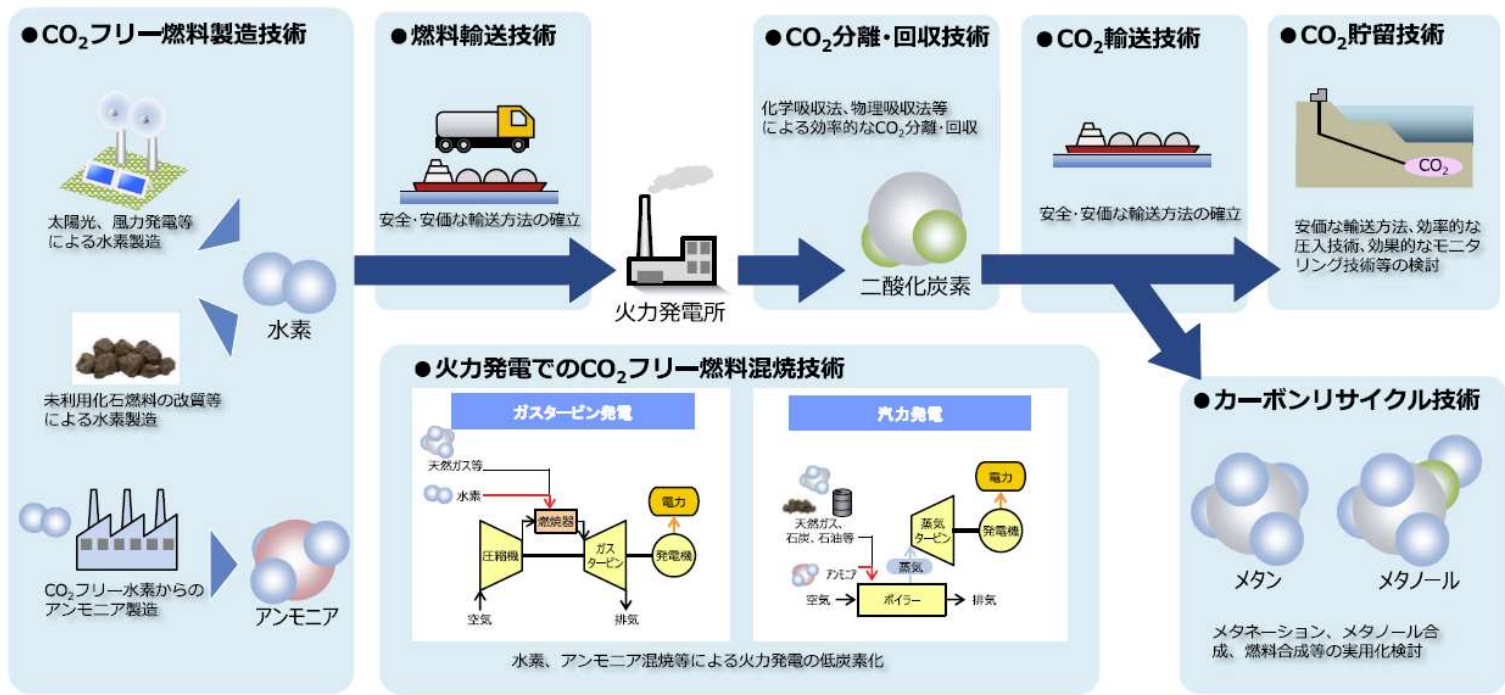 ●CO₂フリー燃料製造技術
太陽光、風力発電等
による水素製造
水素
未利用化石燃料の改質等
による水素製造
CO₂フリー水素からの
アンモニア製造
アンモニア
●燃料輸送技術
安全・安価な輸送方法の確立
火力発電所
●CO₂分離・回収技術
化学吸収法、物理吸収法等
による効率的なCO₂分離・回収
二酸化炭素
●CO₂輸送技術
安全・安価な輸送方法の確立
●CO₂貯留技術
CO₂
安価な輸送方法、効率的な
圧入技術、効果的なモニタ
リング技術等の検討
●火力発電でのCO₂フリー燃料混焼技術
ガスタービン発電
天然ガス等
水素
燃焼器
電力
圧縮機
ガス
タービン
発電機
空気
排気
汽力発電
電力
天然ガス、
石炭、石油等
蒸気
タービン
発電機
蒸気
アンモニア
空気
ボイラー
排気
水素、アンモニア混焼等による火力発電の低炭素化
●カーボンリサイクル技術
メタン
メタノール
メタネーション、メタノール合
成、燃料合成等の実用化検討